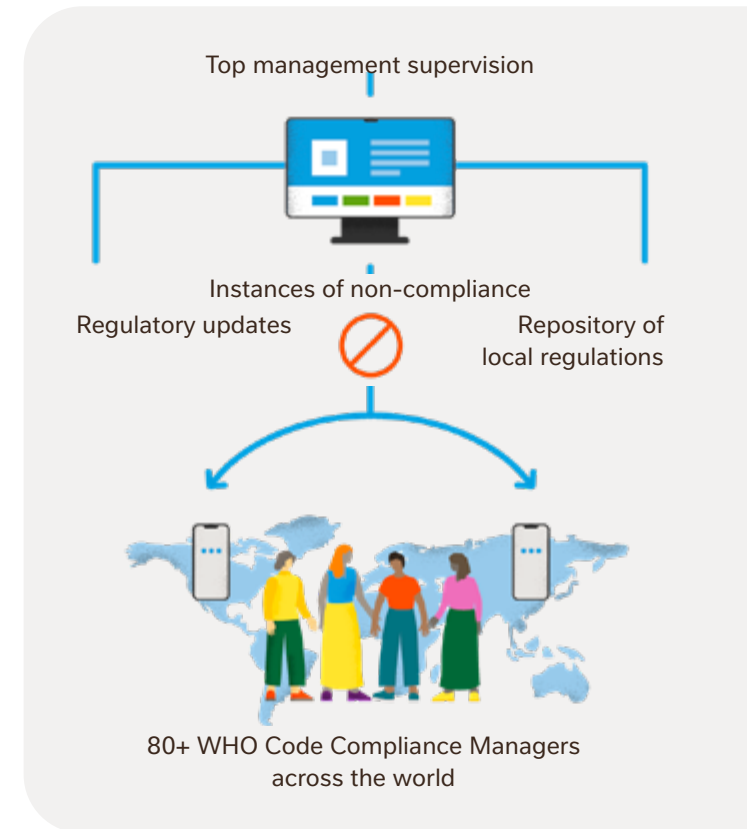 Top management supervision
Instances of non-compliance
Regulatory updates
Repository of
local regulations
80+ WHO Code Compliance Managers
across the world